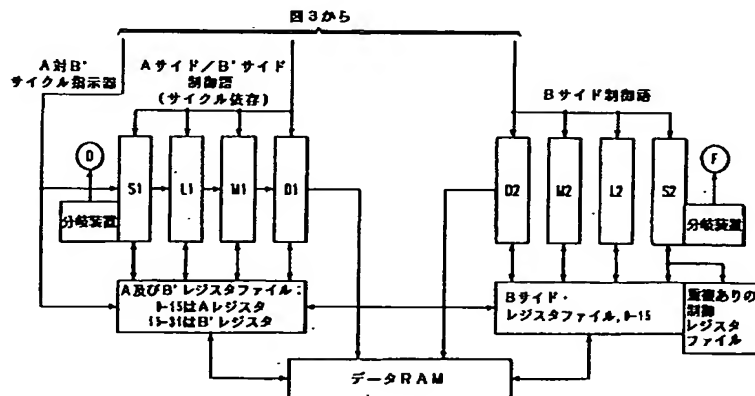 図3から
A対B'
サイクル指示器
Aサイド/B'サイド
制御語
(サイクル依存)
Bサイド制御語
D
S1
L1
M1
D1
D2
M2
L2
S2
F
分岐装置
分岐装置
A及びB'レジスタファイル:
0-15はAレジスタ
15-31はB'レジスタ
Bサイド・
レジスタファイル,0-15
重複ありの
制御
レジスタ
ファイル
データRAM